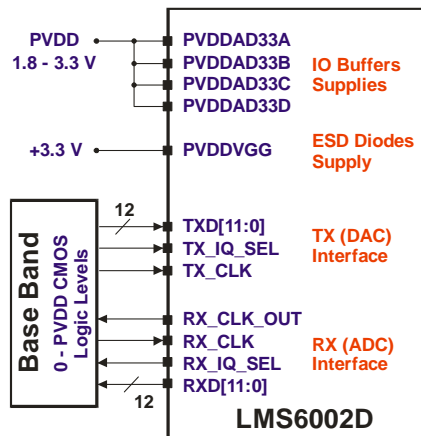 PVDD
1.8 - 3.3 V
PVDDAD33A
PVDDAD33B
PVDDAD33C
PVDDAD33D
IO Buffers
Supplies
+3.3 V
PVDDVGG
ESD Diodes
Supply
Base Band
0 - PVDD CMOS
Logic Levels
12
TXD[11:0]
TX_IQ_SEL
TX_CLK
TX (DAC)
Interface
RX_CLK_OUT
RX_CLK
RX_IQ_SEL
RXD[11:0]
12
RX (ADC)
Interface
LMS6002D